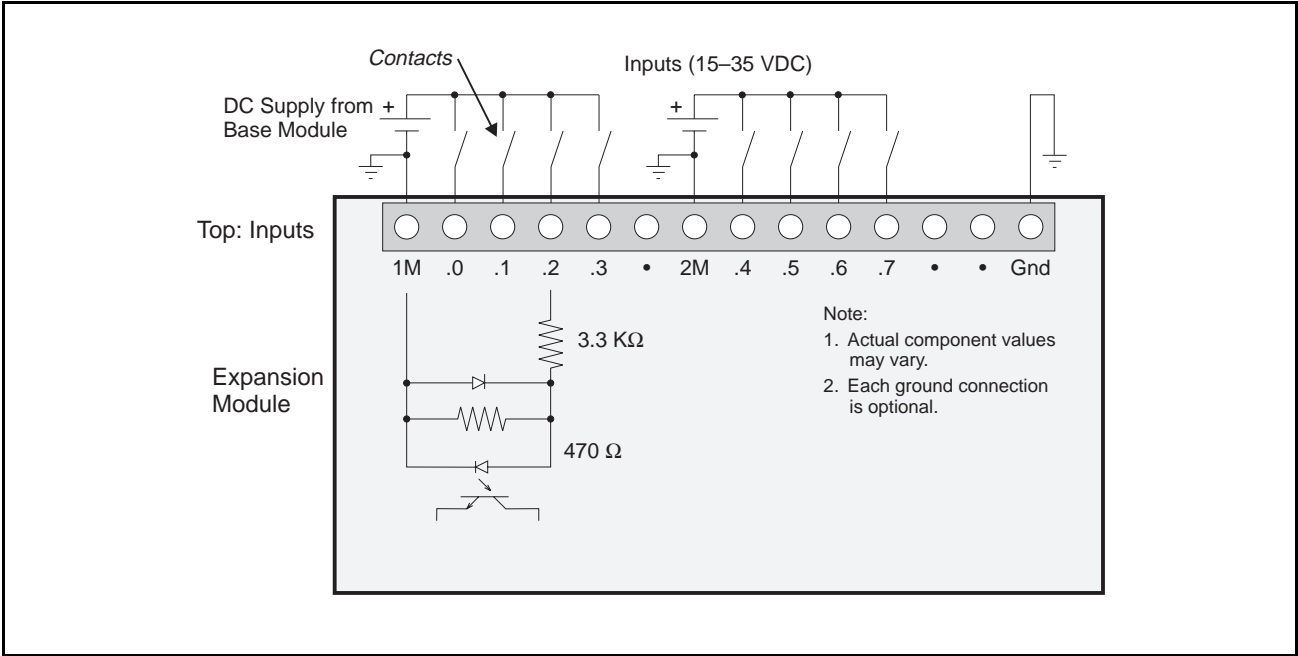 Contacts
Inputs (15–35 VDC)
DC Supply from
Base Module
+
+
Top: Inputs
1M .0 .1 .2 .3 • 2M .4 .5 .6 .7 • • Gnd
3.3 KΩ
470 Ω
Expansion
Module
Note:
1. Actual component values
may vary.
2. Each ground connection
is optional.